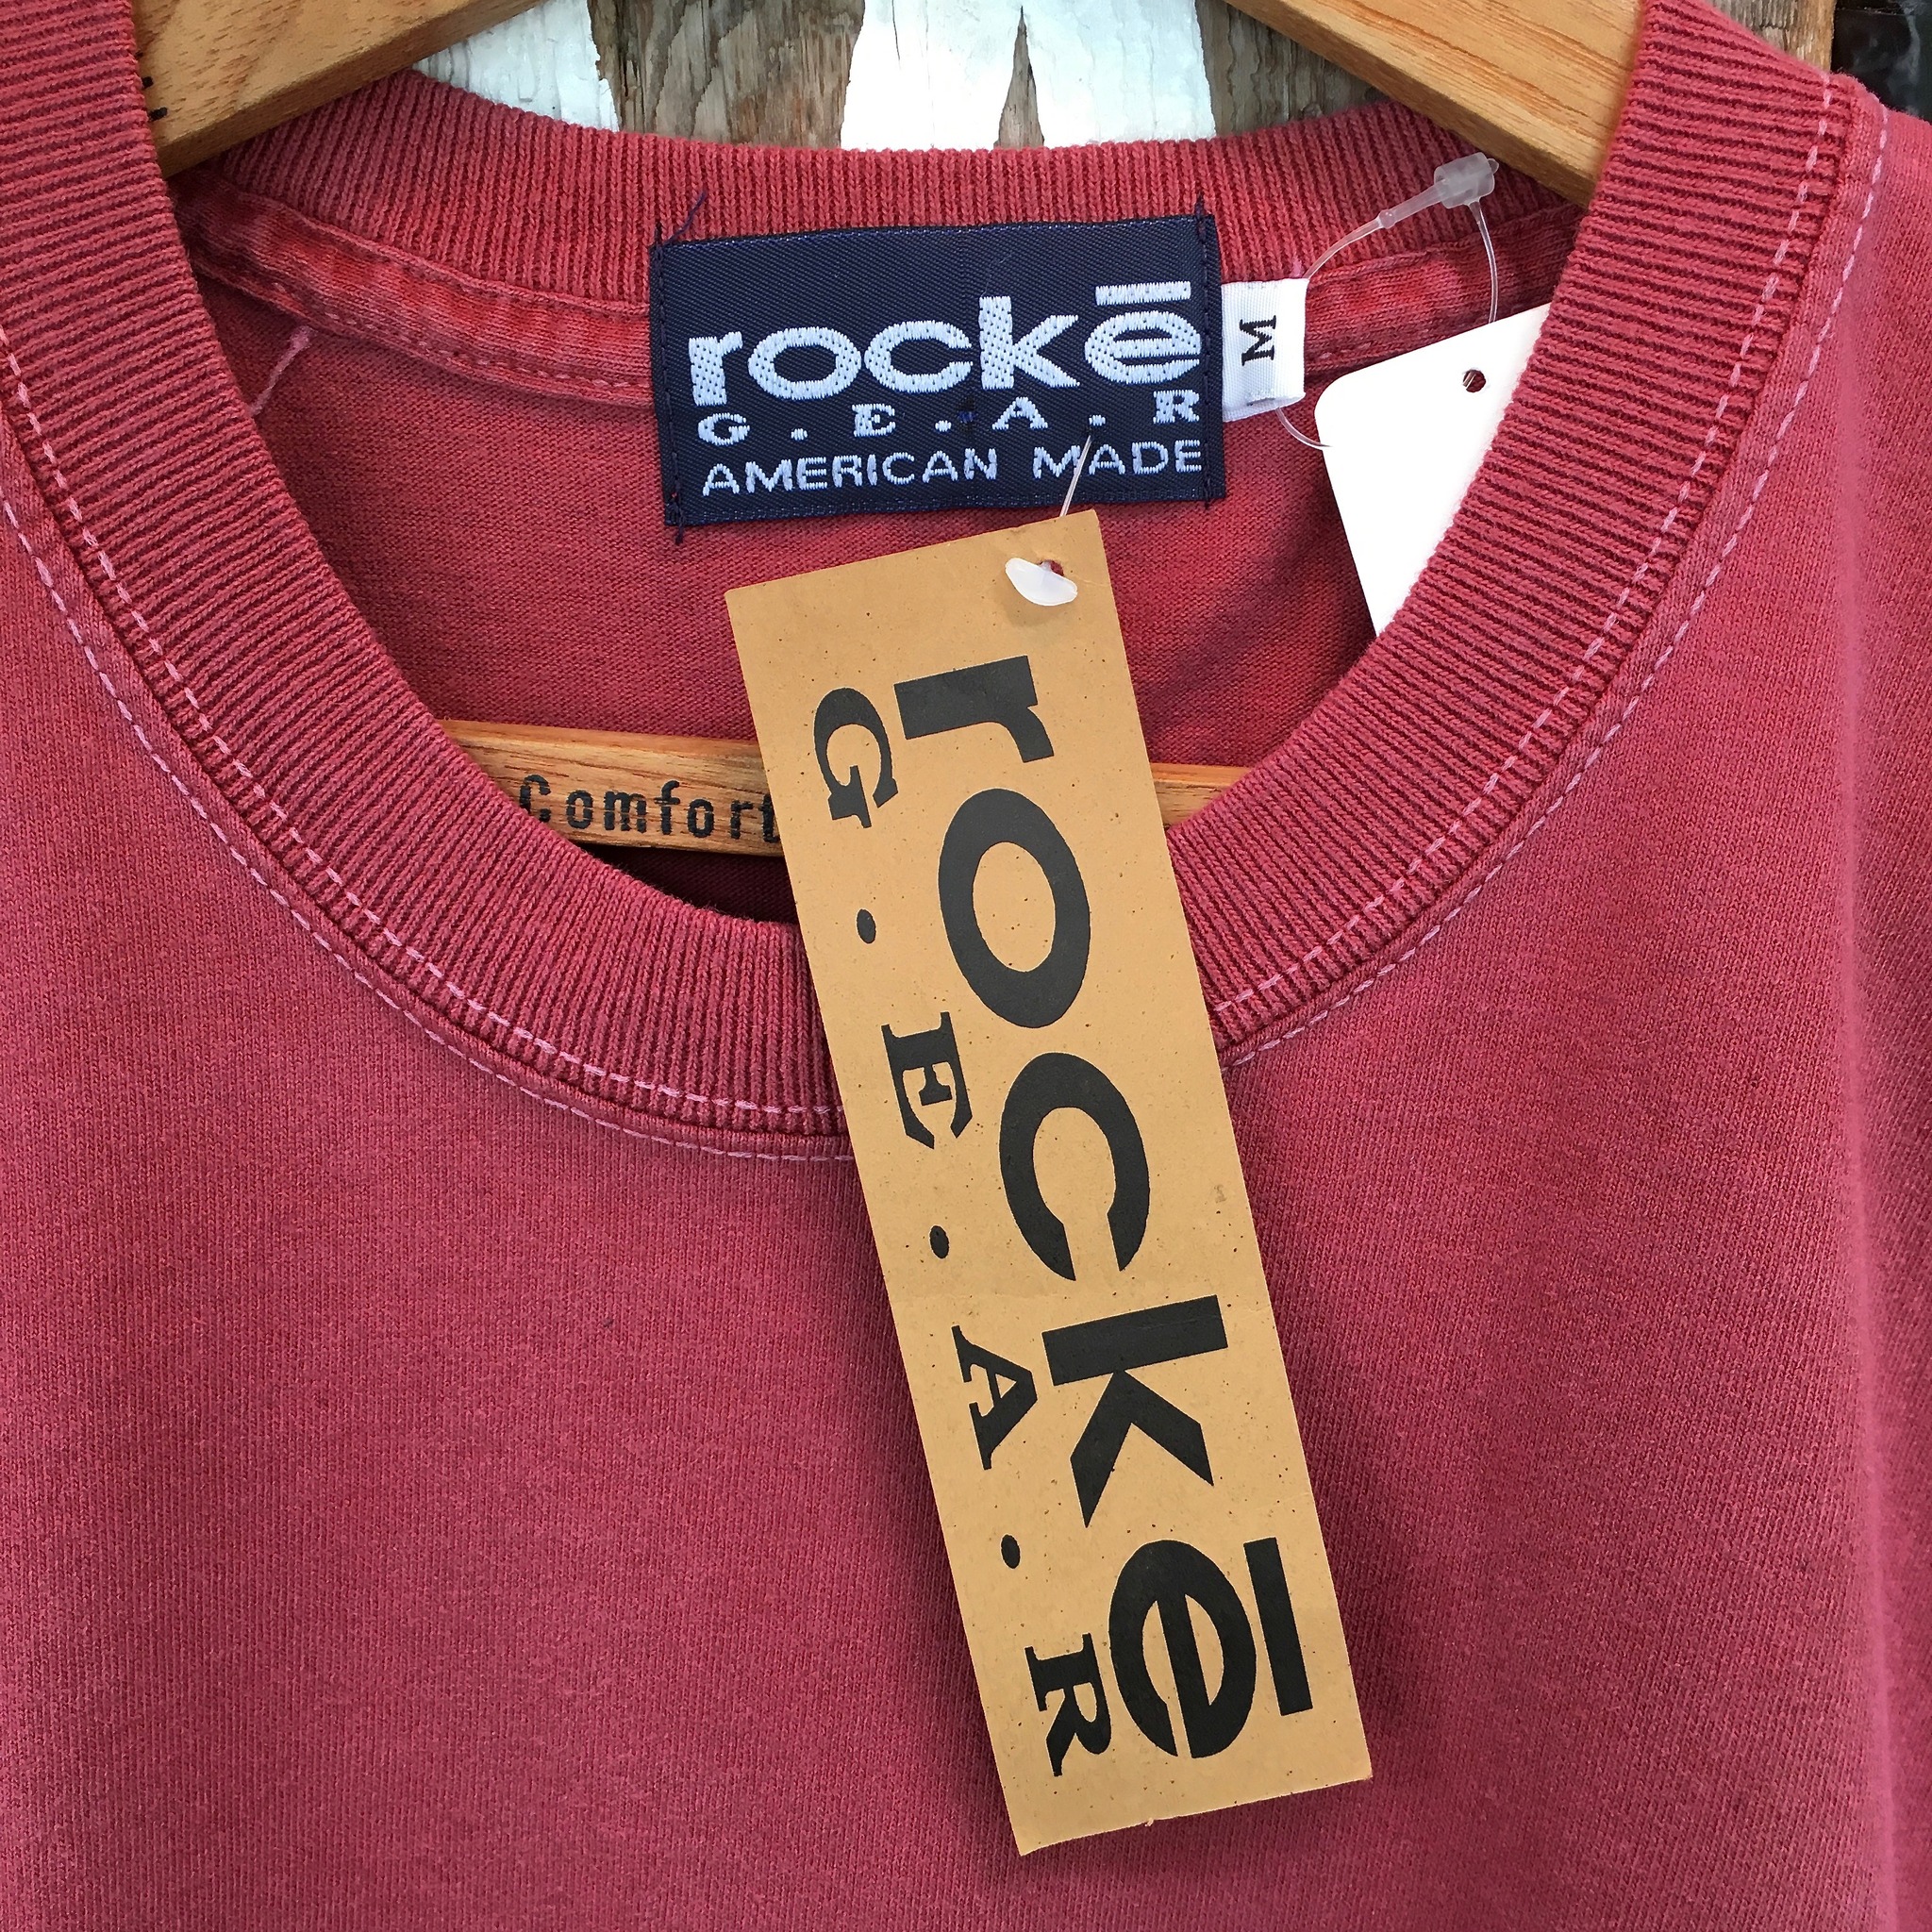 rockē
G.E.A.R
AMERICAN MADE
M
Comfort
rockē
G.E.A.R